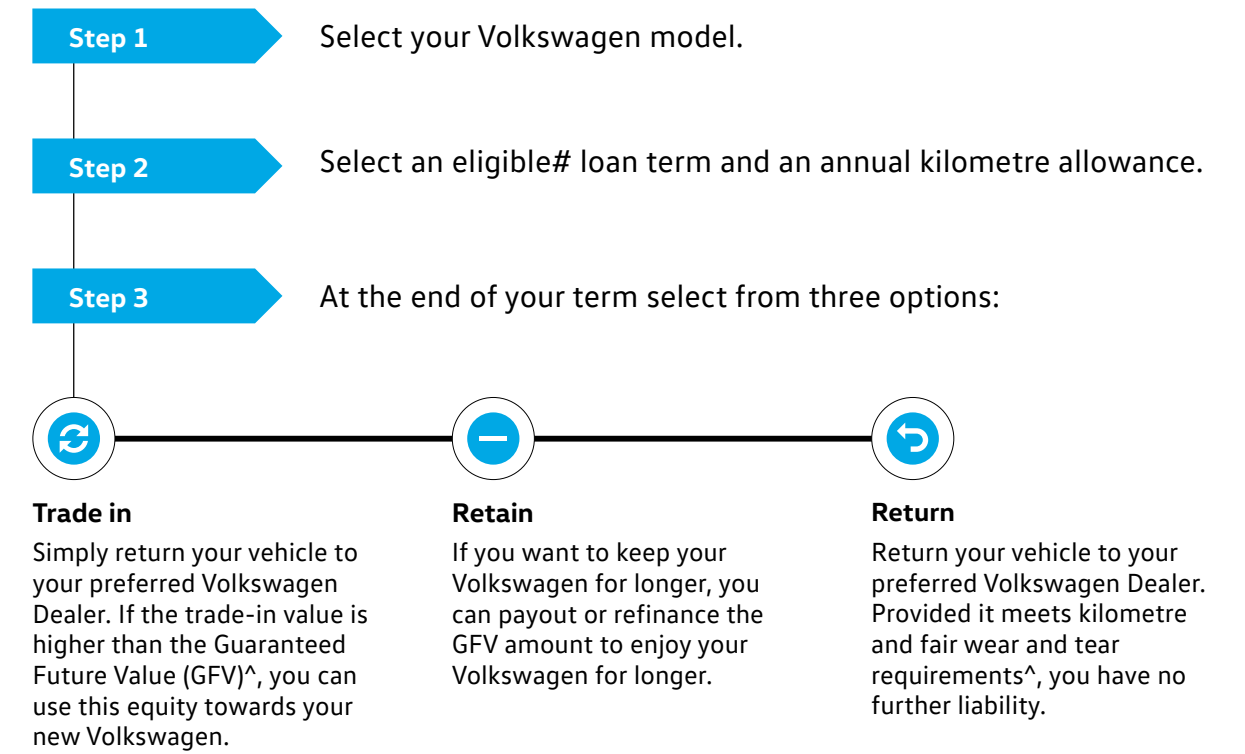 Step 1
Select your Volkswagen model.
Step 2
Select an eligible# loan term and an annual kilometre allowance.
Step 3
At the end of your term select from three options:
Trade in
Simply return your vehicle to
your preferred Volkswagen
Dealer. If the trade-in value is
higher than the Guaranteed
Future Value (GFV)^, you can
use this equity towards your
new Volkswagen.
Retain
If you want to keep your
Volkswagen for longer, you
can payout or refinance the
GFV amount to enjoy your
Volkswagen for longer.
Return
Return your vehicle to your
preferred Volkswagen Dealer.
Provided it meets kilometre
and fair wear and tear
requirements^, you have no
further liability.